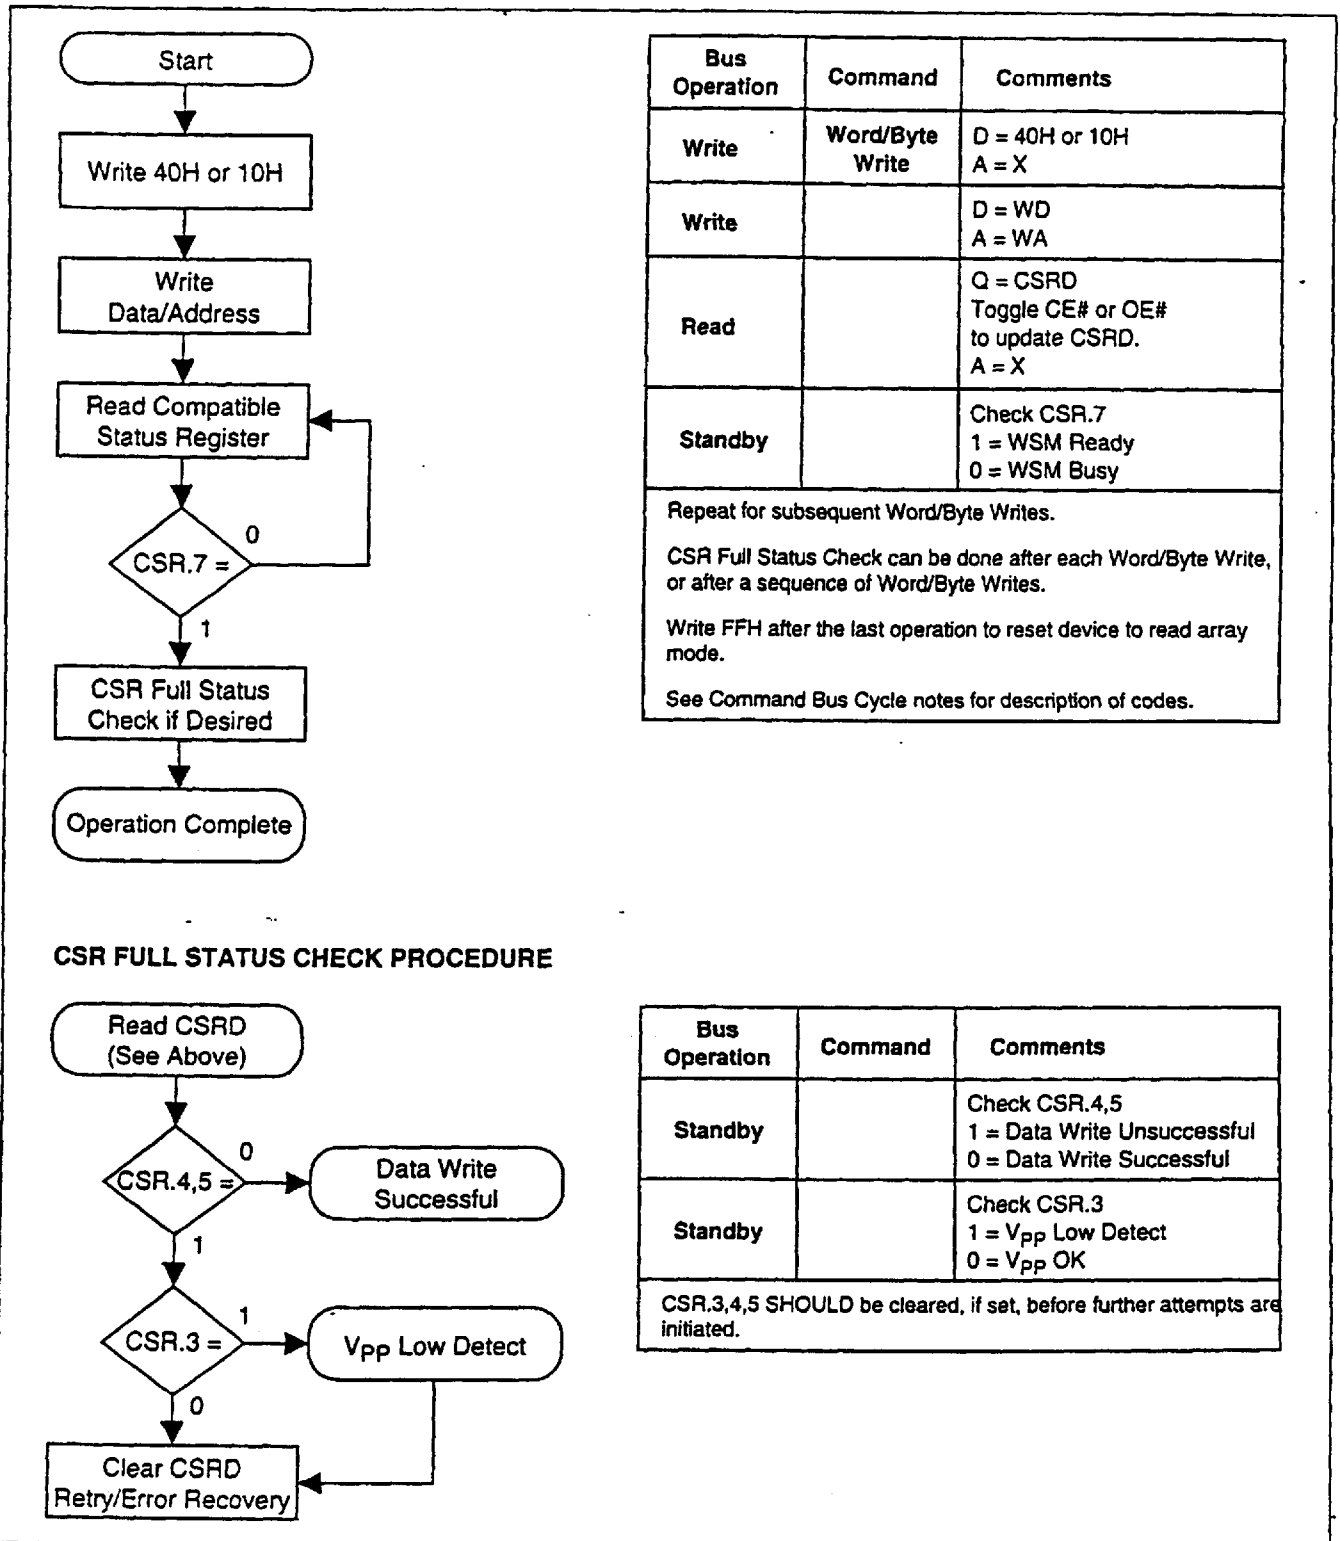 Start
Write 40H or 10H
Write
Data/Address
Read Compatible
Status Register
0
CSR.7 =
1
CSR Full Status
Check if Desired
Operation Complete
Bus
Operation
Command
Comments
Write
Word/Byte
Write
D = 40H or 10H
A = X
Write
D = WD
A = WA
Read
Q = CSRD
Toggle CE# or OE#
to update CSRD.
A = X
Standby
Check CSR.7
1 = WSM Ready
0 = WSM Busy
Repeat for subsequent Word/Byte Writes.
CSR Full Status Check can be done after each Word/Byte Write,
or after a sequence of Word/Byte Writes.
Write FFH after the last operation to reset device to read array
mode.
See Command Bus Cycle notes for description of codes.
CSR FULL STATUS CHECK PROCEDURE
Read CSRD
(See Above)
0
CSR.4,5 =
Data Write
Successful
1
1
CSR.3 =
VPP Low Detect
0
Clear CSRD
Retry/Error Recovery
Bus
Operation
Command
Comments
Standby
Check CSR.4,5
1 = Data Write Unsuccessful
0 = Data Write Successful
Standby
Check CSR.3
1 = VPP Low Detect
0 = VPP OK
CSR.3,4,5 SHOULD be cleared, if set, before further attempts are
initiated.